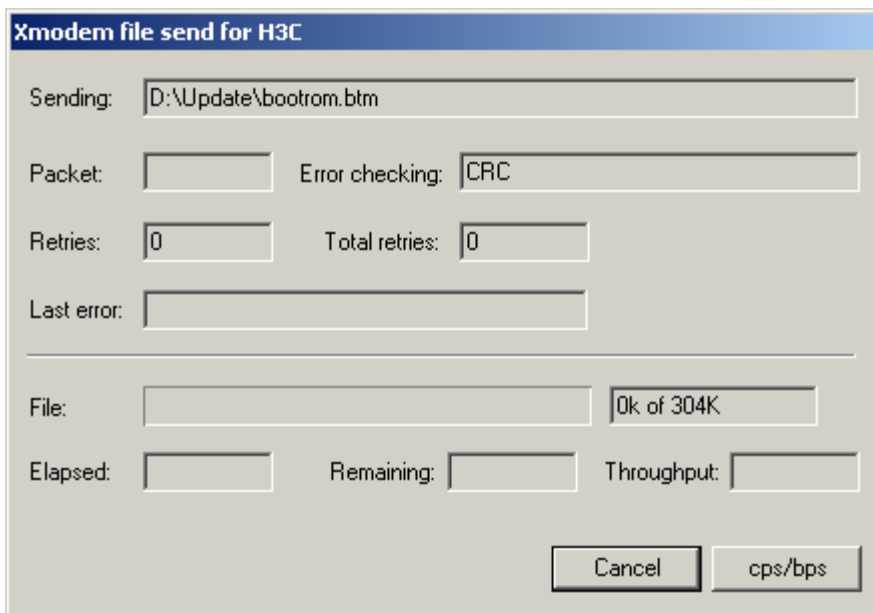 Xmodem file send for H3C
Sending: D:\Update\bootrom.btm
Packet: Error checking: CRC
Retries: 0 Total retries: 0
Last error:
File: 0k of 304K
Elapsed: Remaining: Throughput:
Cancel cps/bps